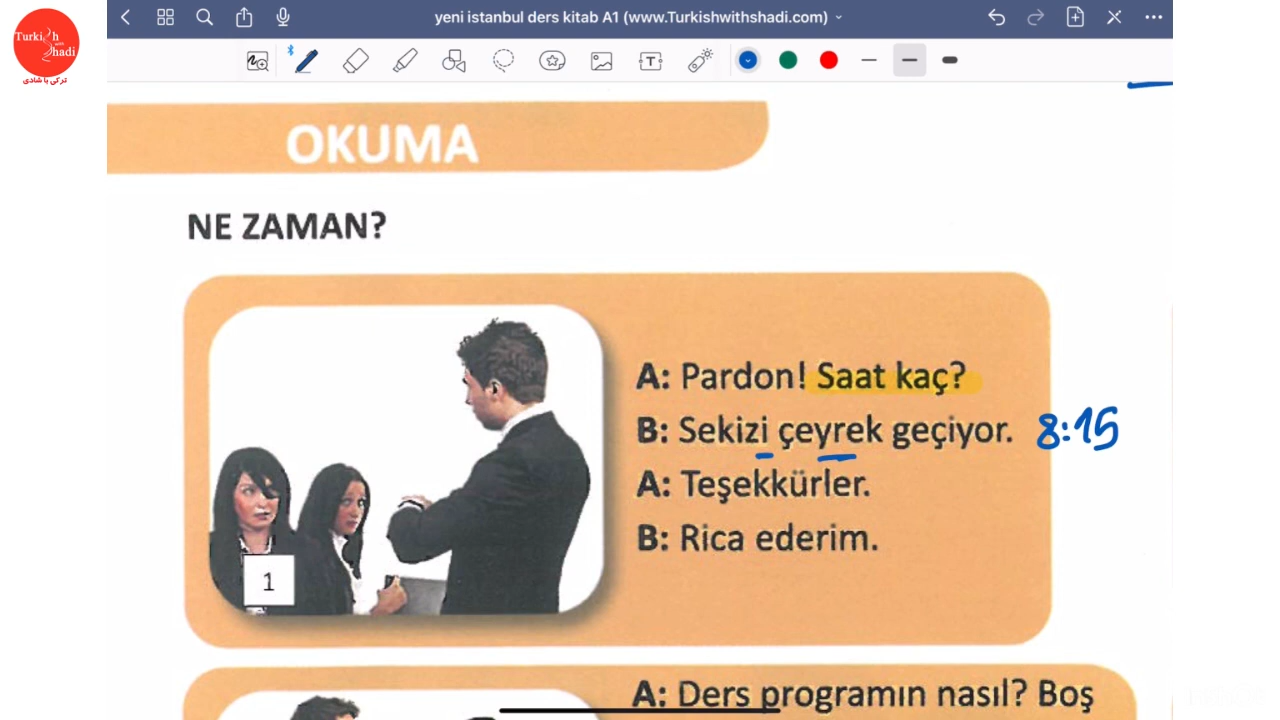 Turkish
with
Shadi
ترکی با شادی
yeni istanbul ders kitab A1 (www.Turkishwithshadi.com)
T
OKUMA
NE ZAMAN?
A: Pardon! Saat kaç?
B: Sekizi çeyrek geçiyor. 8:15
A: Teşekkürler.
B: Rica ederim.
1
A: Ders programın nasıl? Boş